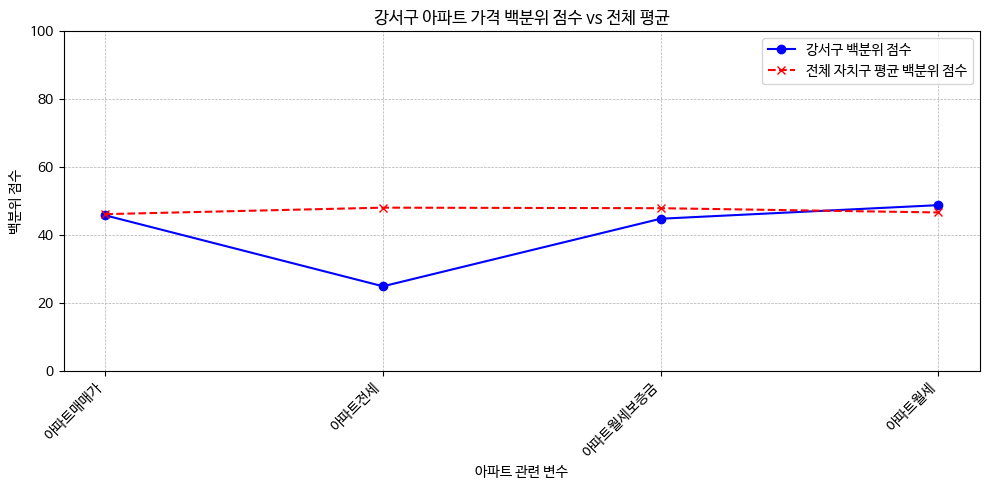 강서구 아파트 가격 백분위 점수 vs 전체 평균
강서구 백분위 점수
전체 자치구 평균 백분위 점수
백분위 점수
100
80
60
40
20
0
아파트매매가
아파트전세
아파트월세보증금
아파트월세
아파트 관련 변수